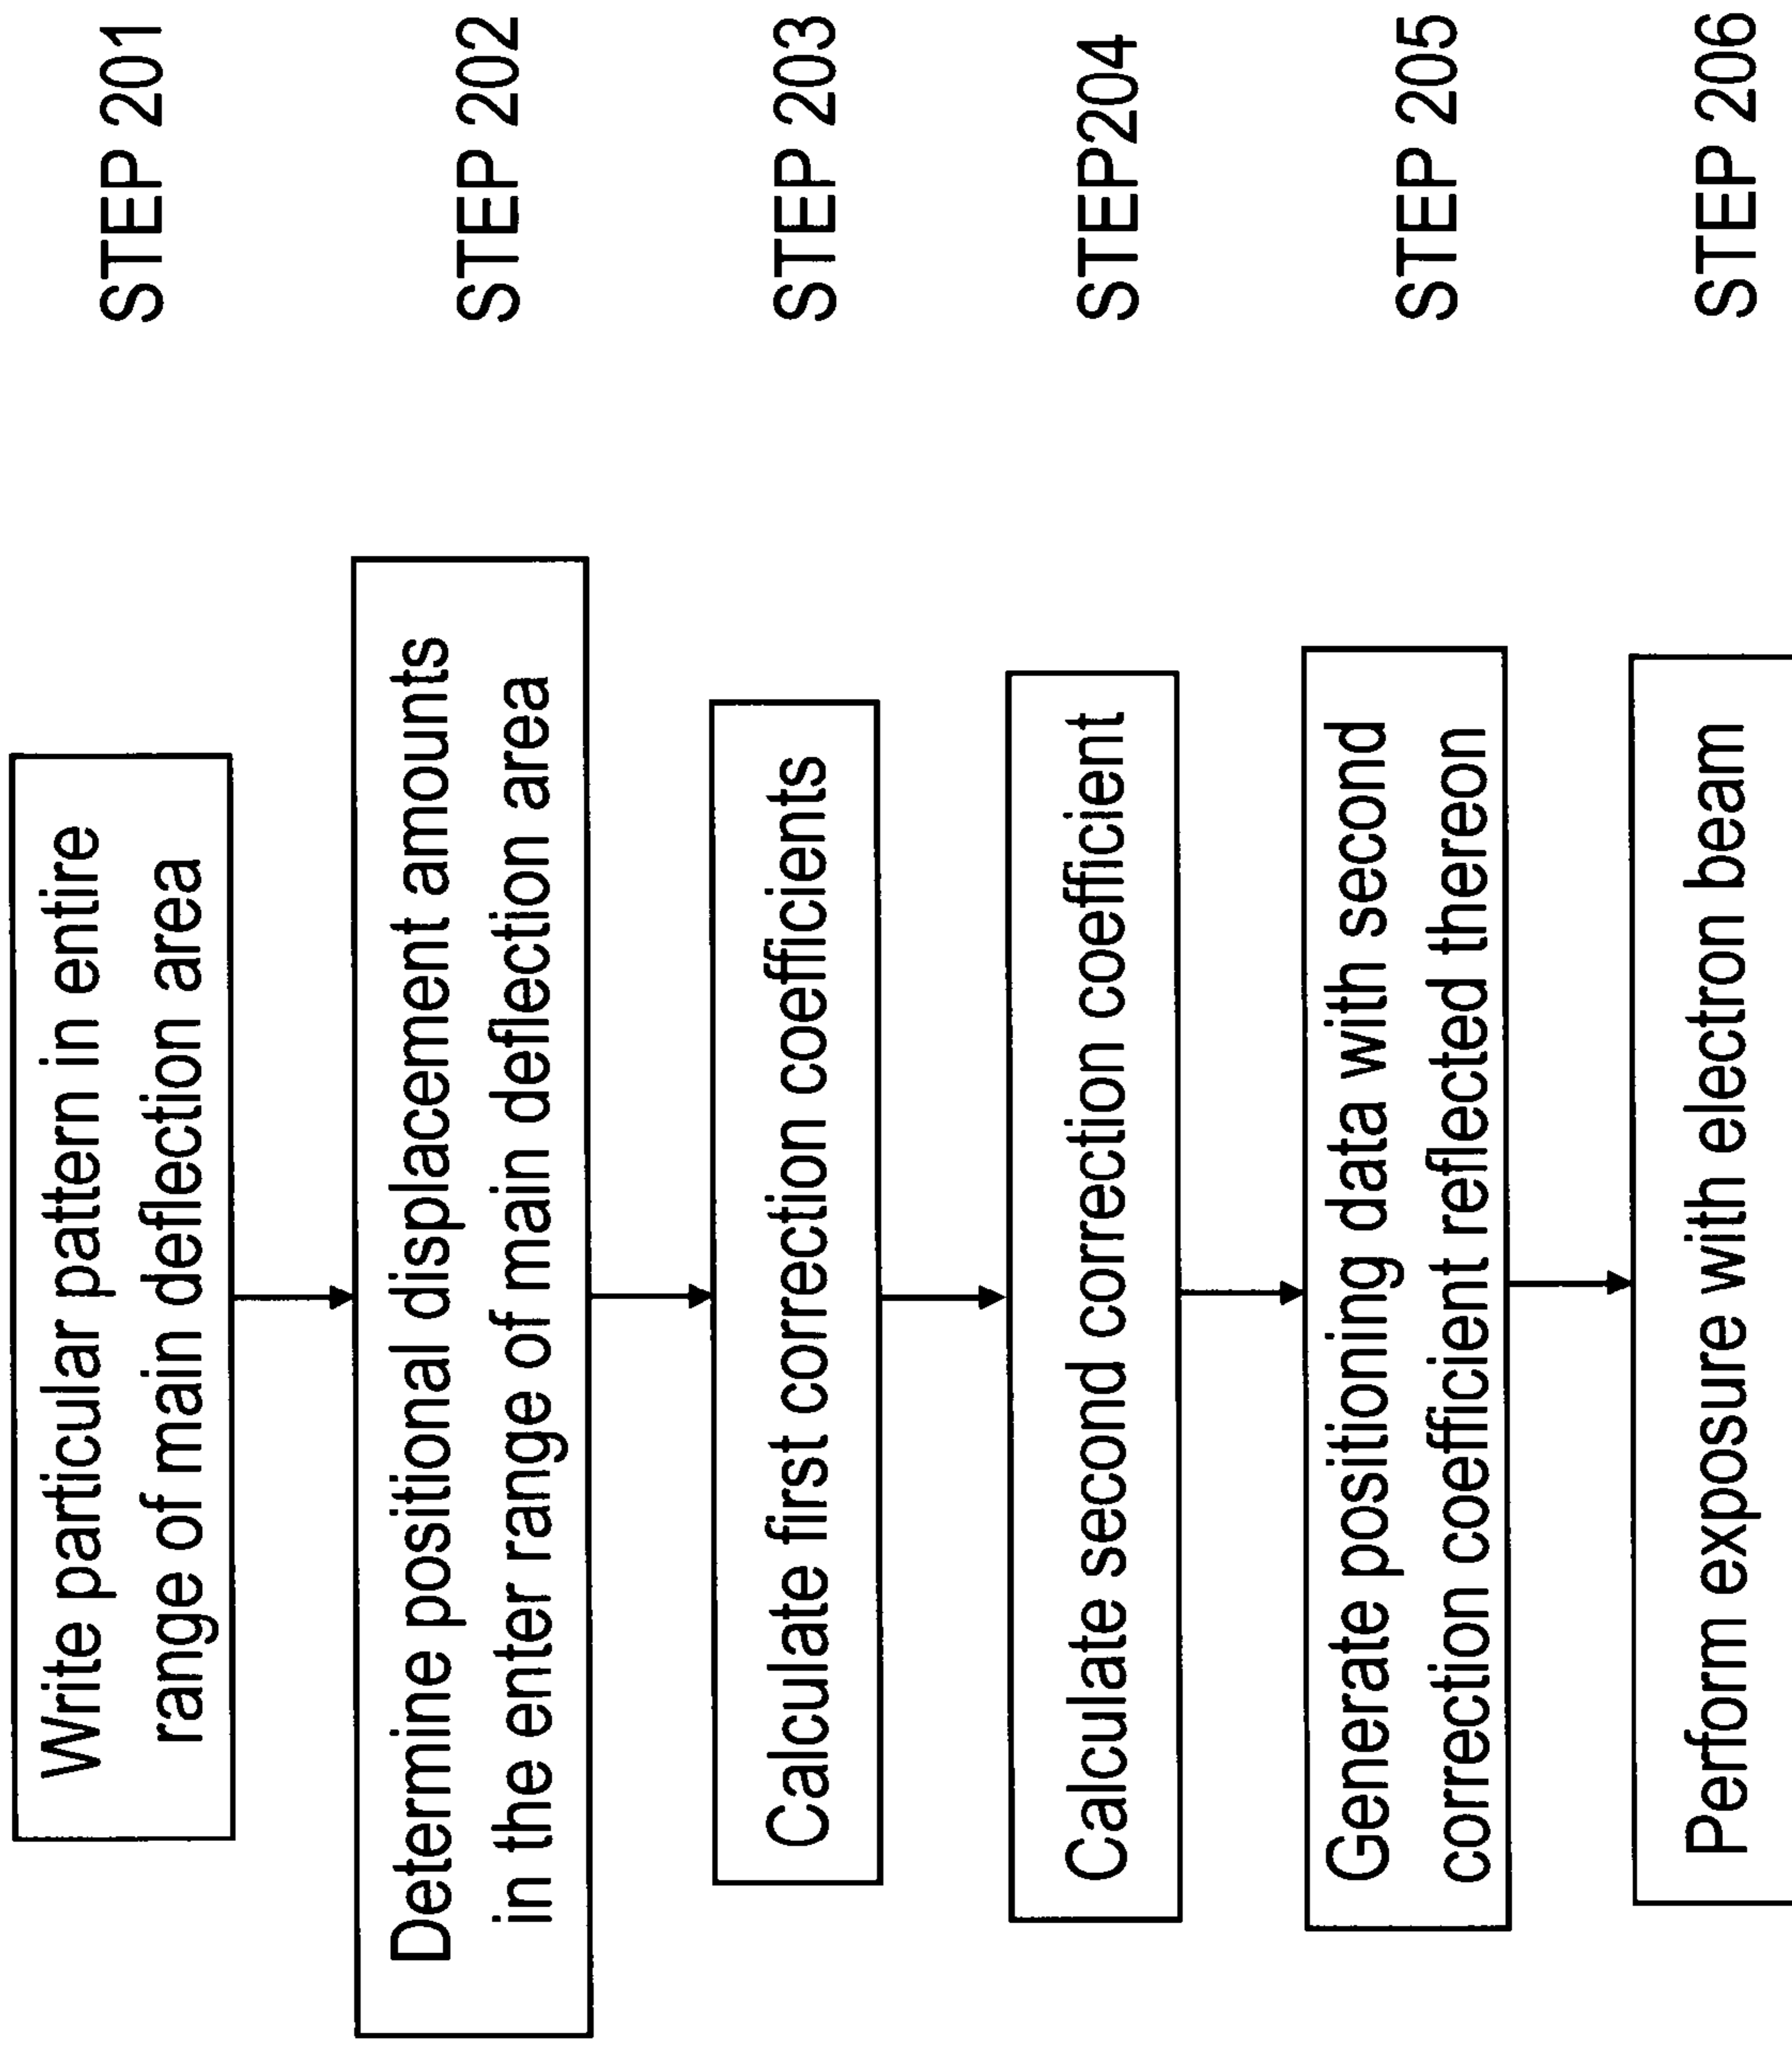 Write particular pattern in entire
range of main deflection area
STEP 201
Determine positional displacement amounts
in the enter range of main deflection area
STEP 202
Calculate first correction coefficients
STEP 203
Calculate second correction coefficient
STEP204
Generate positioning data with second
correction coefficient reflected thereon
STEP 205
Perform exposure with electron beam
STEP 206